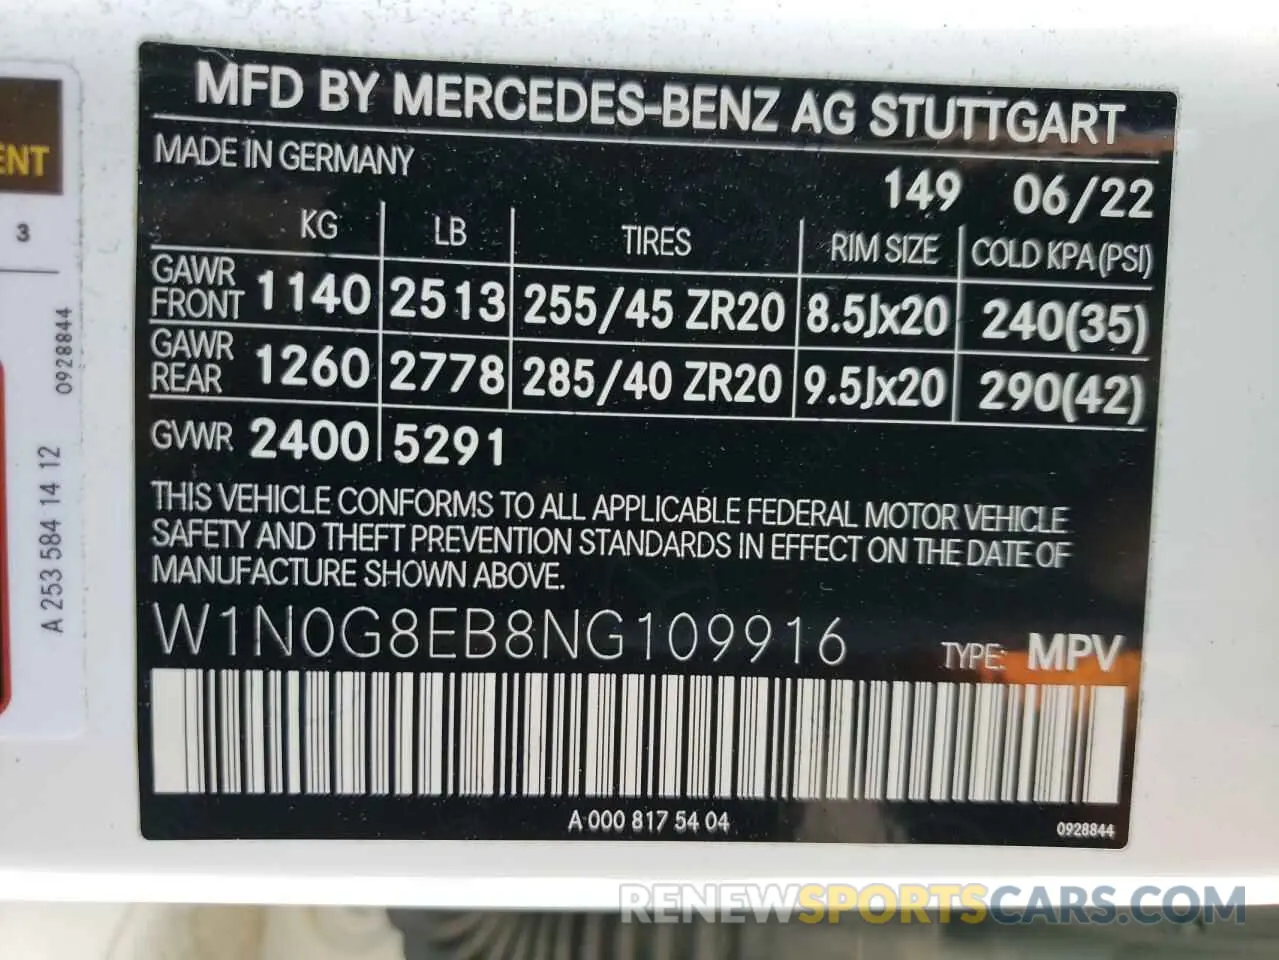 MFD BY MERCEDES-BENZ AG STUTTGART
MADE IN GERMANY
149 06/22
KG LB TIRES RIM SIZE COLD KPA (PSI)
GAWR FRONT 1140 2513 255/45 ZR20 8.5Jx20 240(35)
GAWR REAR 1260 2778 285/40 ZR20 9.5Jx20 290(42)
GVWR 2400 5291
THIS VEHICLE CONFORMS TO ALL APPLICABLE FEDERAL MOTOR VEHICLE
SAFETY AND THEFT PREVENTION STANDARDS IN EFFECT ON THE DATE OF
MANUFACTURE SHOWN ABOVE.
W1N0G8EB8NG109916 TYPE: MPV
A 000 817 54 04
0928844
ENT
3
0928844
A 253 584 14 12
RENEWSPORTSCARS.COM